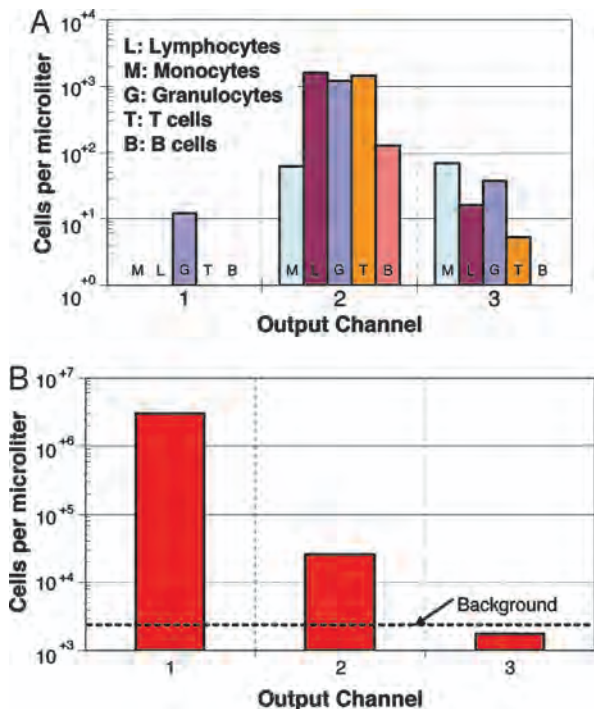 A
10+4
10+3
10+2
10+1
10+0
Cells per microliter
L: Lymphocytes
M: Monocytes
G: Granulocytes
T: T cells
B: B cells
M L G T B
M L G T B
M L G T B
1 2 3
Output Channel
B
10+7
10+6
10+5
10+4
10+3
Cells per microliter
Background
1 2 3
Output Channel